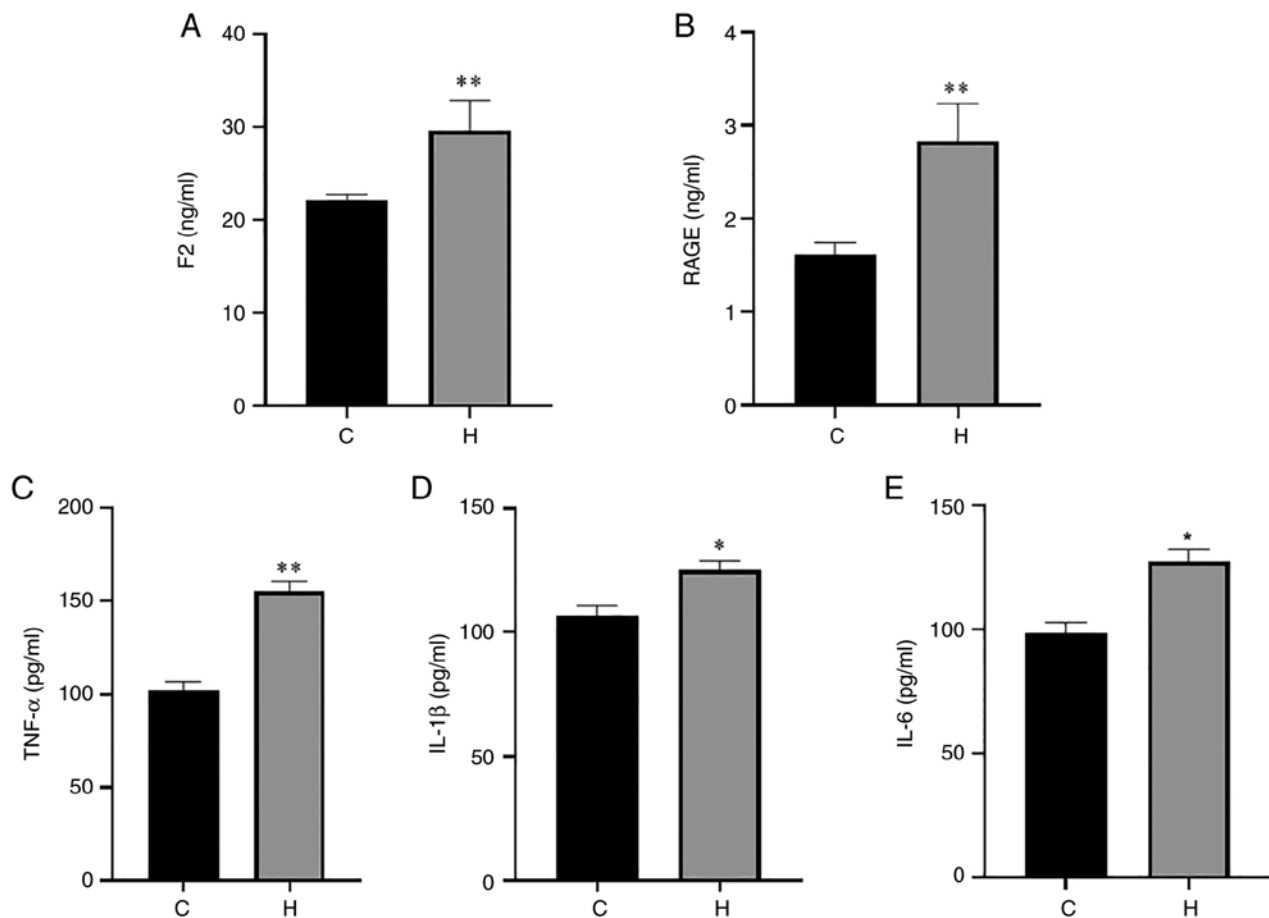 A
F2 (ng/ml)
40
30
20
10
0
**
C
H
B
RAGE (ng/ml)
4
3
2
1
0
**
C
H
C
TNF-α (pg/ml)
200
150
100
50
0
**
C
H
D
IL-1β (pg/ml)
150
100
50
0
*
C
H
E
IL-6 (pg/ml)
150
100
50
0
*
C
H